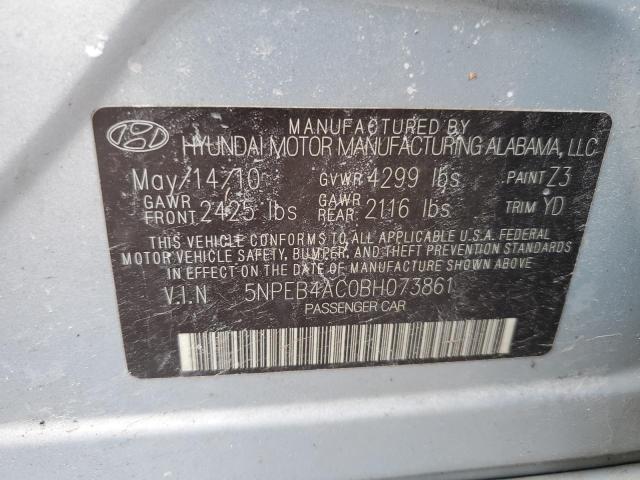 MANUFACTURED BY
HYUNDAI MOTOR MANUFACTURING ALABAMA, LLC
May/14/10 GVWR 4299 lbs PAINT Z3
GAWR FRONT 2425 lbs GAWR REAR 2116 lbs TRIM YD
THIS VEHICLE CONFORMS TO ALL APPLICABLE U.S.A. FEDERAL
MOTOR VEHICLE SAFETY, BUMPER, AND THEFT PREVENTION STANDARDS
IN EFFECT ON THE DATE OF MANUFACTURE SHOWN ABOVE.
V.I.N 5NPEB4AC0BH073861
PASSENGER CAR